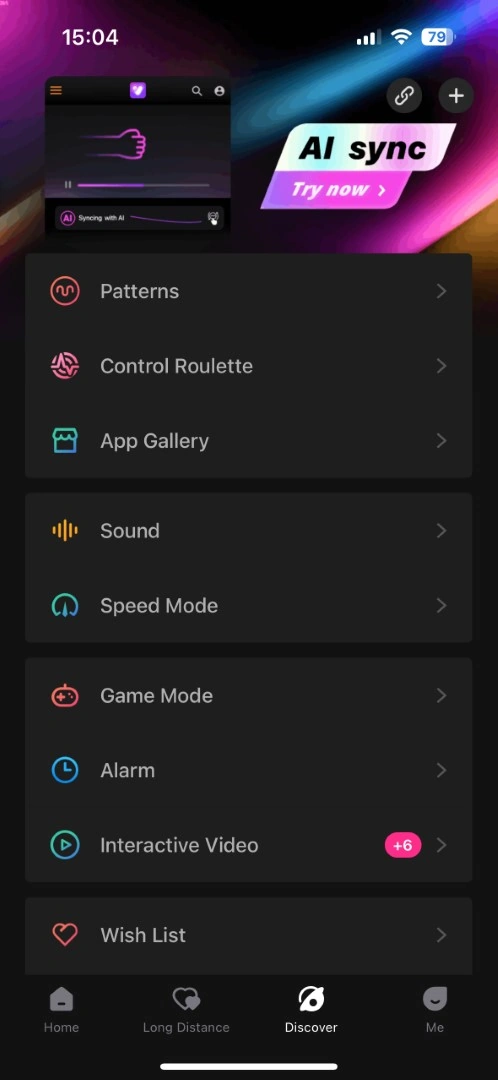 15:04
79
AI sync
Try now
AI Syncing with AI
Patterns
Control Roulette
App Gallery
Sound
Speed Mode
Game Mode
Alarm
Interactive Video +6
Wish List
Home Long Distance Discover Me